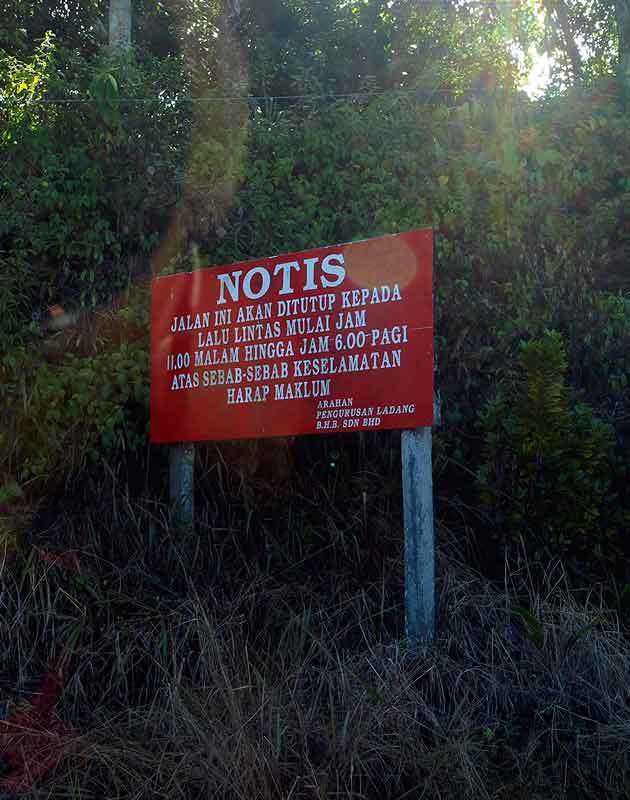 NOTIS
JALAN INI AKAN DITUTUP KEPADA
LALU LINTAS MULAI JAM
11.00 MALAM HINGGA JAM 6.00 PAGI
ATAS SEBAB-SEBAB KESELAMATAN
HARAP MAKLUM
ARAHAN
PENGURUSAN LADANG
B.H.B. SDN BHD